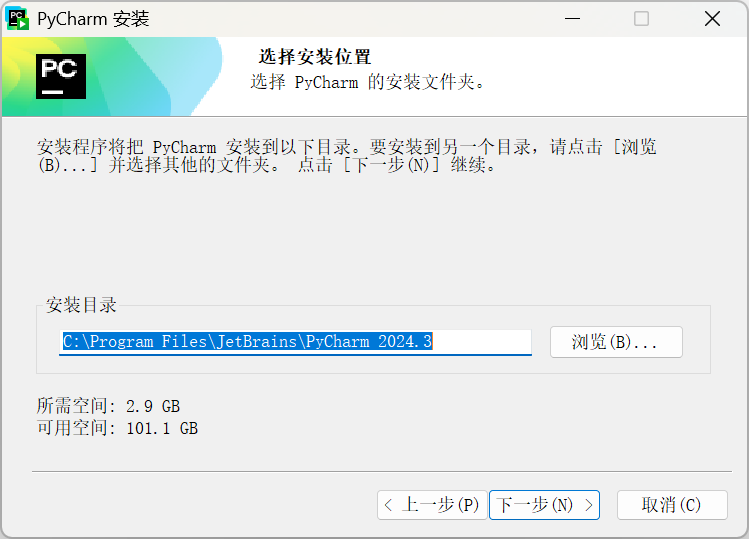 PyCharm 安装
PC
选择安装位置
选择 PyCharm 的安装文件夹。
安装程序将把 PyCharm 安装到以下目录。要安装到另一个目录，请点击 [浏览
(B)...] 并选择其他的文件夹。 点击 [下一步(N)] 继续。
安装目录
C:\Program Files\JetBrains\PyCharm 2024.3
浏览(B)...
所需空间: 2.9 GB
可用空间: 101.1 GB
< 上一步(P)
下一步(N) >
取消(C)